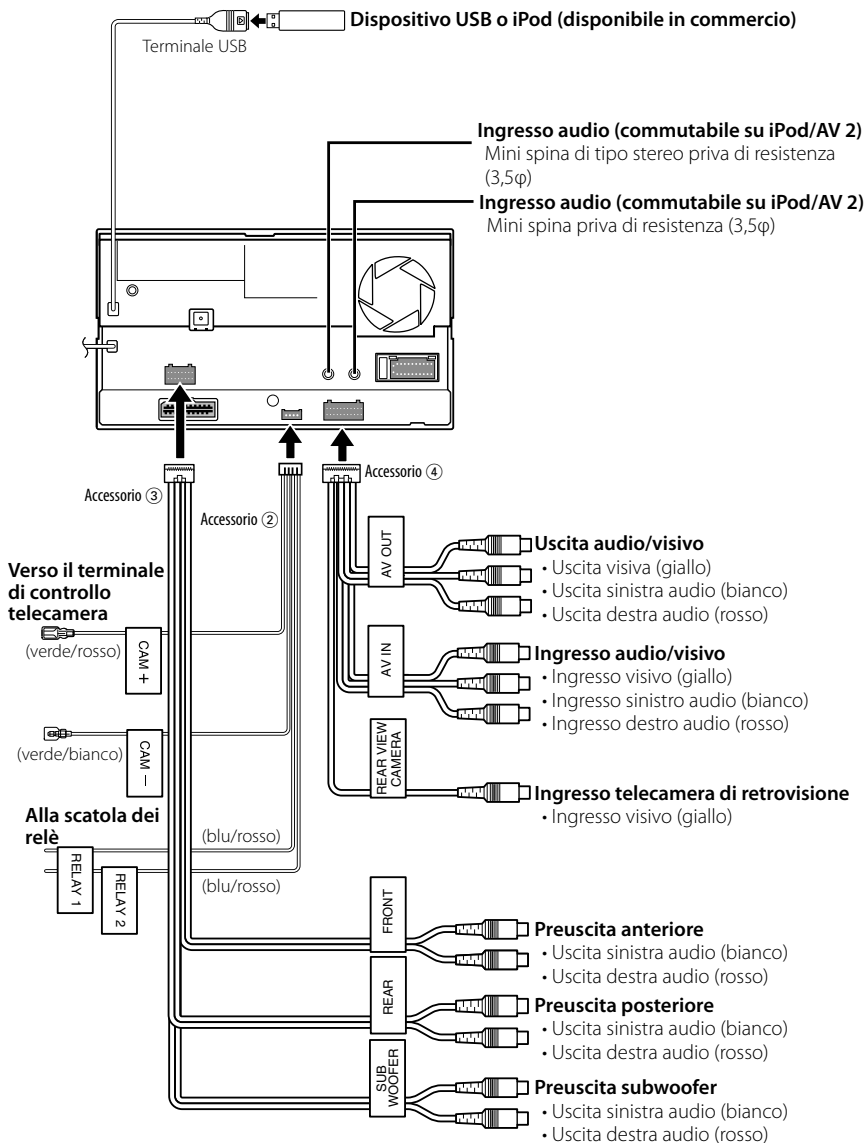 Dispositivo USB o iPod (disponibile in commercio)
Terminale USB
Ingresso audio (commutabile su iPod/AV 2)
Mini spina di tipo stereo priva di resistenza
(3,5φ)
Ingresso audio (commutabile su iPod/AV 2)
Mini spina priva di resistenza (3,5φ)
Accessorio ③
Accessorio ②
Accessorio ④
Verso il terminale
di controllo
telecamera
(verde/rosso)
CAM +
(verde/bianco)
CAM –
Alla scatola dei
relè
(blu/rosso)
RELAY 1
(blu/rosso)
RELAY 2
AV OUT
Uscita audio/visivo
• Uscita visiva (giallo)
• Uscita sinistra audio (bianco)
• Uscita destra audio (rosso)
AV IN
Ingresso audio/visivo
• Ingresso visivo (giallo)
• Ingresso sinistro audio (bianco)
• Ingresso destro audio (rosso)
REAR VIEW
CAMERA
Ingresso telecamera di retrovisione
• Ingresso visivo (giallo)
FRONT
Preuscita anteriore
• Uscita sinistra audio (bianco)
• Uscita destra audio (rosso)
REAR
Preuscita posteriore
• Uscita sinistra audio (bianco)
• Uscita destra audio (rosso)
SUB
WOOFER
Preuscita subwoofer
• Uscita sinistra audio (bianco)
• Uscita destra audio (rosso)